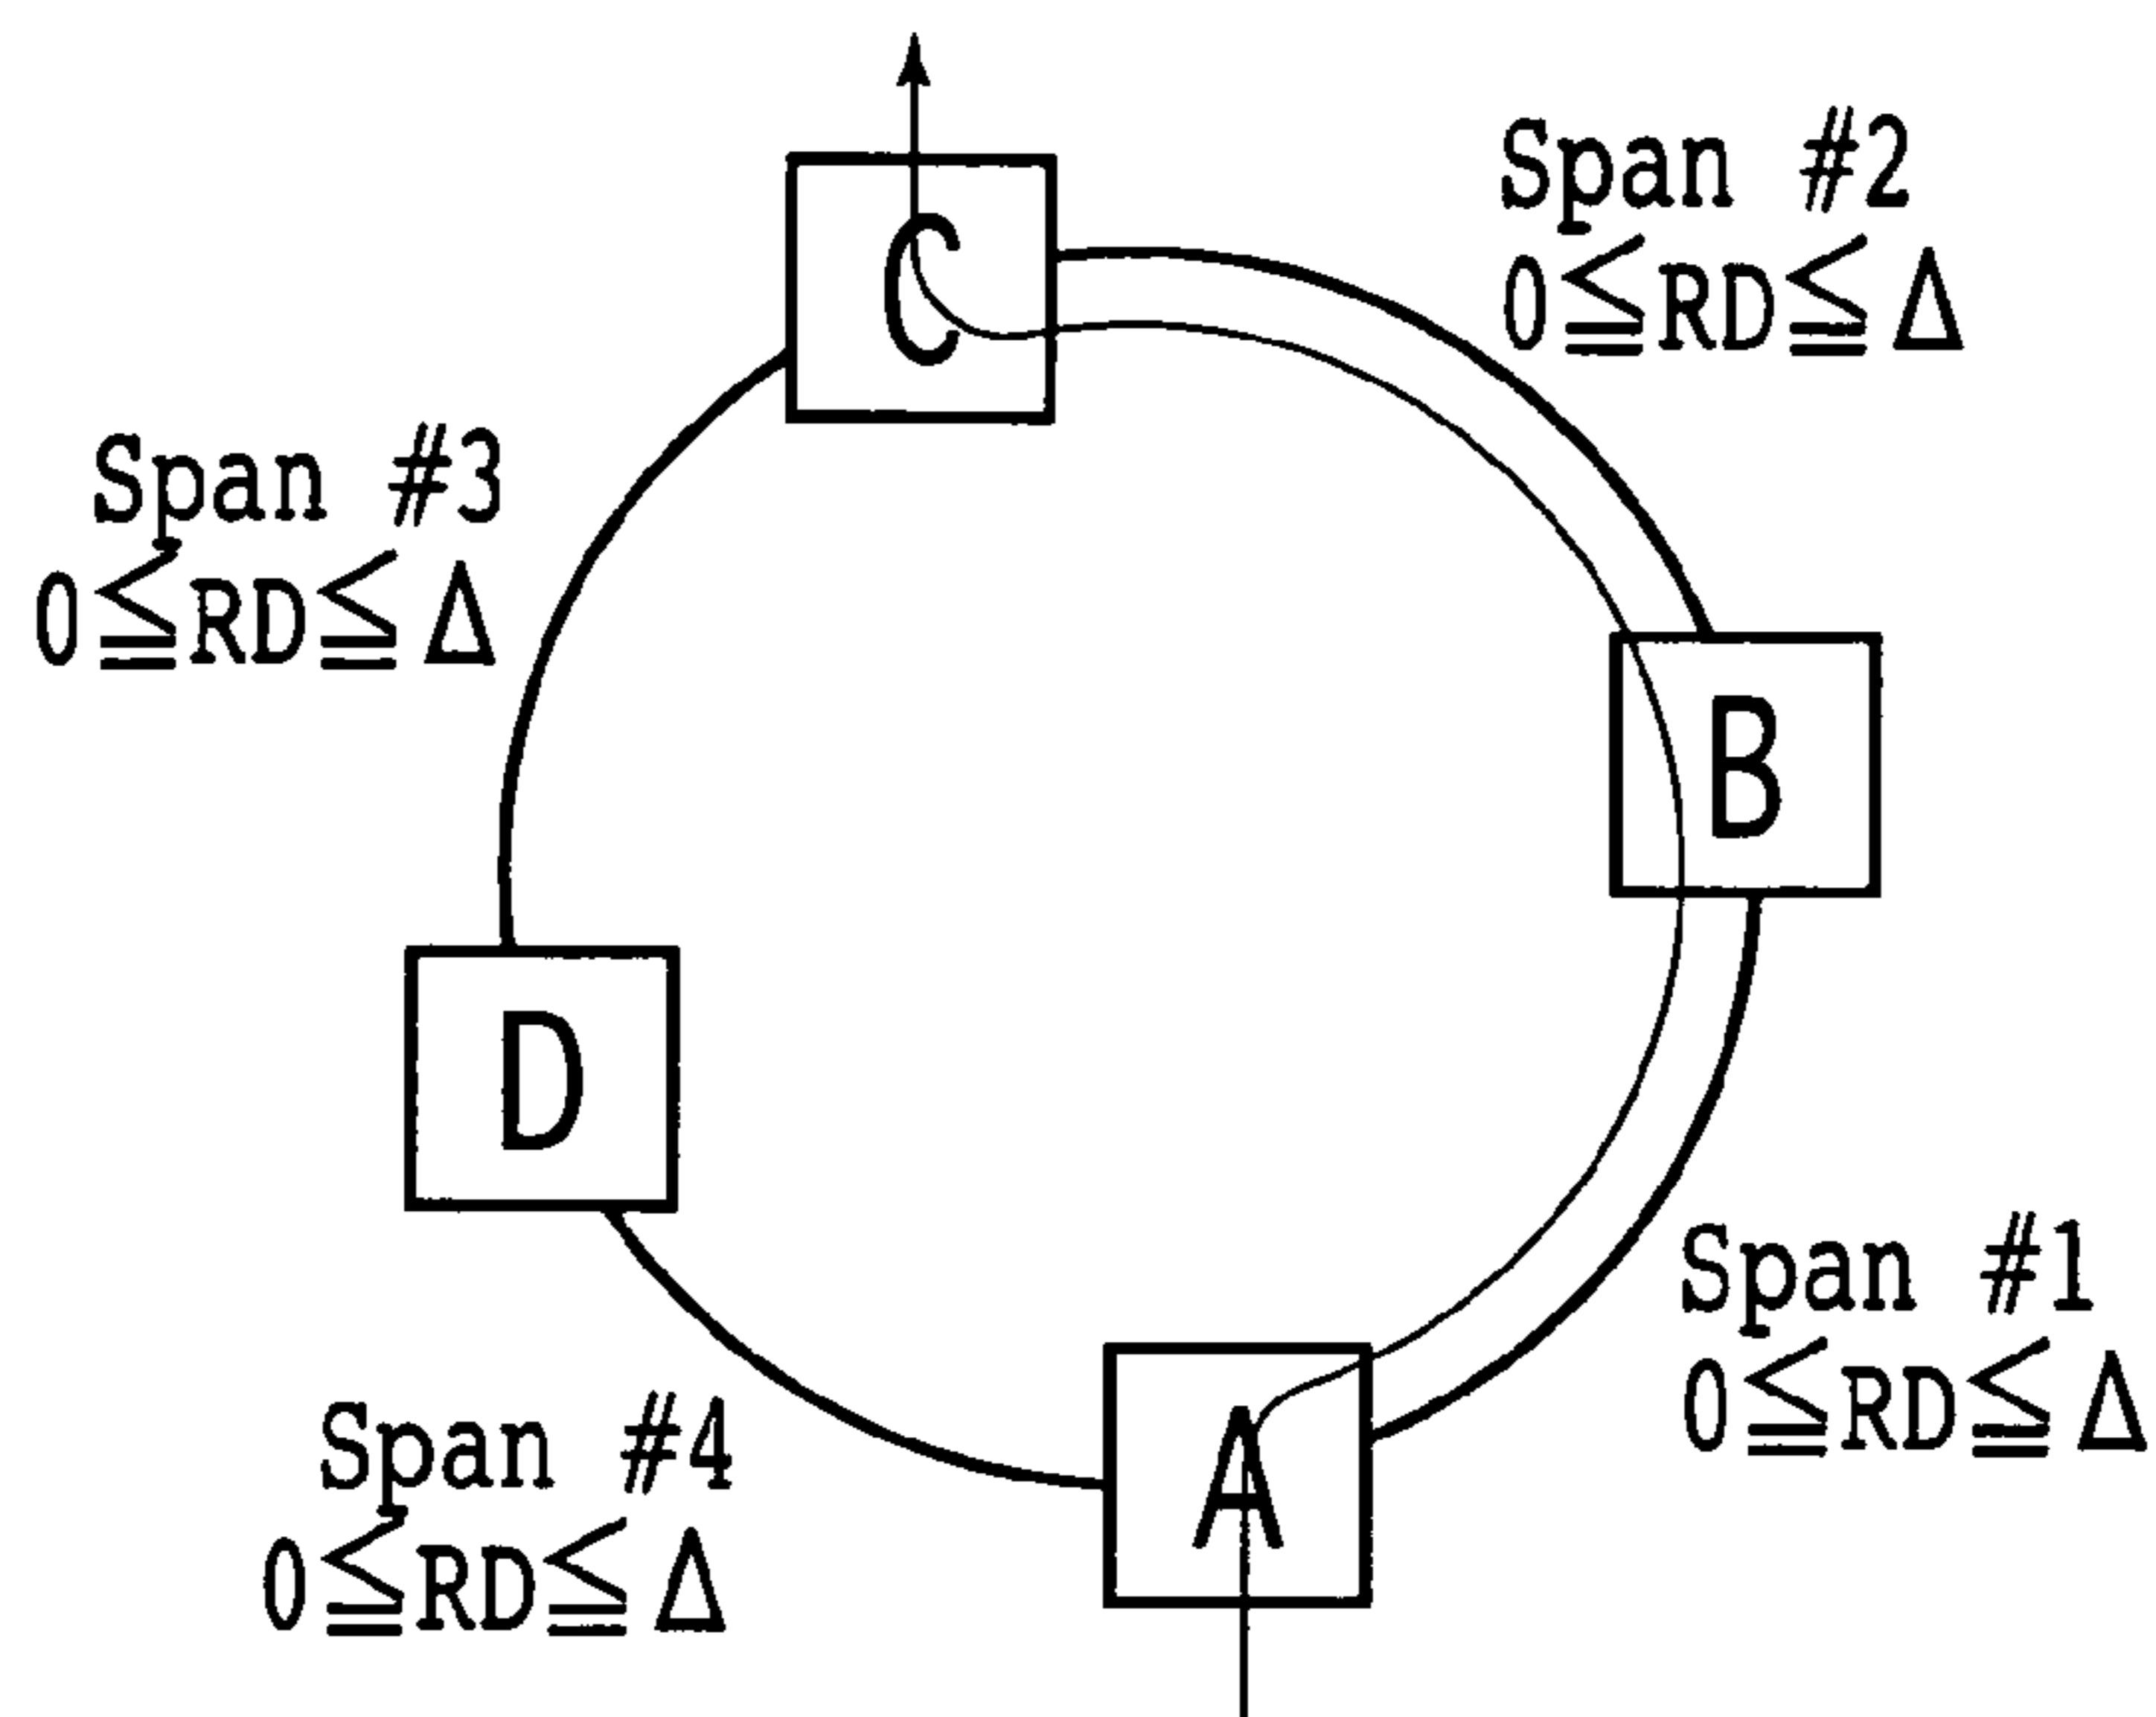 C
Span #2
0≦RD≦Δ
Span #3
0≦RD≦Δ
B
D
Span #1
0≦RD≦Δ
A
Span #4
0≦RD≦Δ